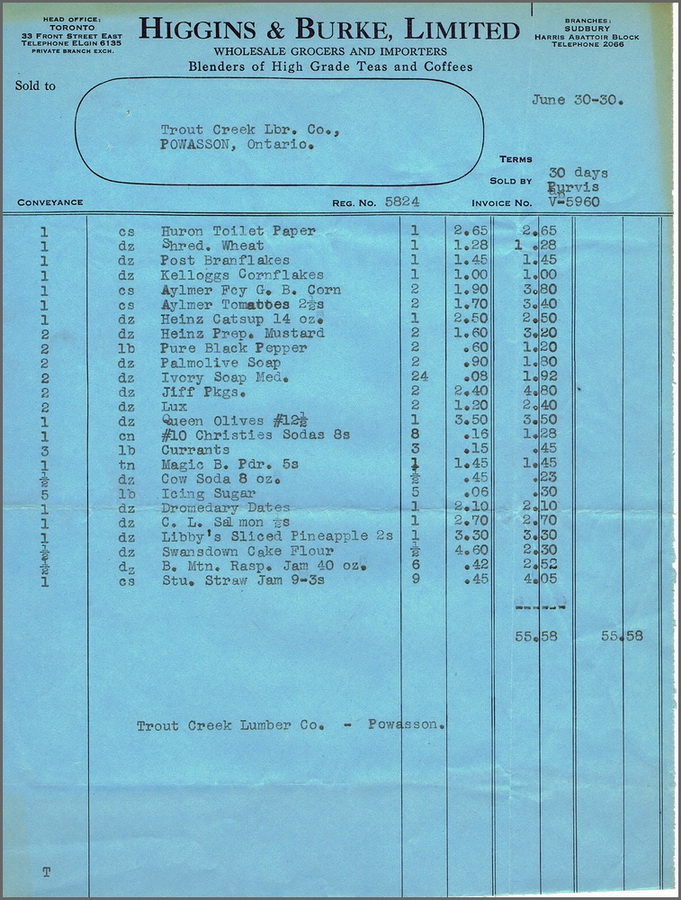 HEAD OFFICE:
TORONTO
33 FRONT STREET EAST
TELEPHONE ELGIN 6135
PRIVATE BRANCH EXCH.
HIGGINS & BURKE, LIMITED
WHOLESALE GROCERS AND IMPORTERS
Blenders of High Grade Teas and Coffees
BRANCHES:
SUDBURY
HARRIS ABATTOIR BLOCK
TELEPHONE 2066
Sold to
June 30-30.
Trout Creek Lbr. Co.,
POWASSON, Ontario.
TERMS 30 days
SOLD BY Purvis
CONVEYANCE REG. No. 5824 INVOICE No. V-5960
1 cs Huron Toilet Paper 1 2.65 2.65
1 dz Shred. Wheat 1 1.28 1.28
1 dz Post Branflakes 1 1.45 1.45
1 dz Kelloggs Cornflakes 1 1.00 1.00
1 cs Aylmer Fcy G. B. Corn 2 1.90 3.80
1 cs Aylmer Tomattes 2½s 2 1.70 3.40
1 dz Heinz Catsup 14 oz. 1 2.50 2.50
2 dz Heinz Prep. Mustard 2 1.60 3.20
2 lb Pure Black Pepper 2 .60 1.20
2 dz Palmolive Soap 2 .90 1.80
2 dz Ivory Soap Med. 24 .08 1.92
2 dz Jiff Pkgs. 2 2.40 4.80
2 dz Lux 2 1.20 2.40
1 dz Queen Olives #12½ 1 3.50 3.50
1 cn #10 Christies Sodas 8s 8 .16 1.28
3 lb Currants 3 .15 .45
1 tn Magic B. Pdr. 5s 1 1.45 1.45
½ dz Cow Soda 8 oz. ½ .45 .23
5 lb Icing Sugar 5 .06 .30
1 dz Dromedary Dates 1 2.10 2.10
1 dz C. L. Salmon ½s 1 2.70 2.70
1 dz Libby's Sliced Pineapple 2s 1 3.30 3.30
½ dz Swansdown Cake Flour ½ 4.60 2.30
½ dz B. Mtn. Rasp. Jam 40 oz. 6 .42 2.52
1 cs Stu. Straw Jam 9-3s 9 .45 4.05
------
55.58 55.58
Trout Creek Lumber Co. - Powasson.
T